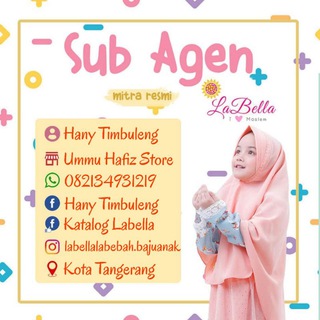 Sub Agen
mitra resmi
LaBella
I Moslem
Hany Timbuleng
Ummu Hafiz Store
082134931219
Hany Timbuleng
Katalog Labella
labellalabebah.bajuanak
Kota Tangerang